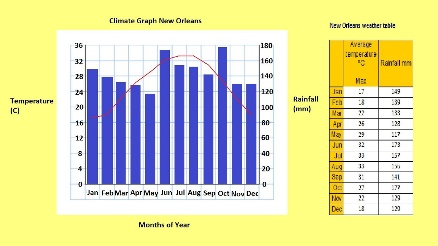 Climate Graph New Orleans
36
32
28
24
20
16
12
8
4
0
180
160
140
120
100
80
60
40
20
0
Temperature
(C)
Rainfall
(mm)
Jan Feb Mar Apr May Jun Jul Aug Sep Oct Nov Dec
Months of Year
New Orleans weather table
Average
temperature
°C
Rainfall mm
Max
Jan 17 149
Feb 18 139
Mar 22 133
Apr 26 128
May 29 117
Jun 32 173
Jul 33 157
Aug 33 155
Sep 31 141
Oct 27 177
Nov 22 129
Dec 18 129